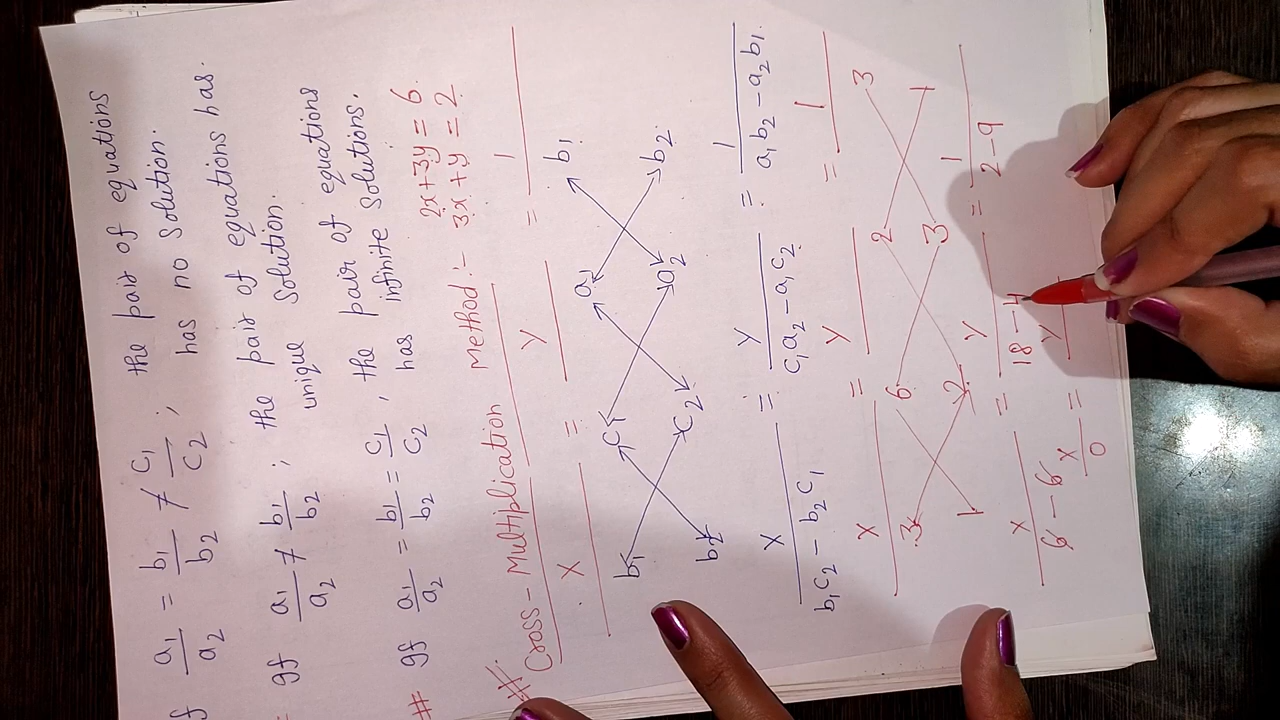 If a₁/a₂ = b₁/b₂ ≠ c₁/c₂ ; the pair of equations
has no solution.
If a₁/a₂ ≠ b₁/b₂ ; the pair of equations has
unique solution.
# If a₁/a₂ = b₁/b₂ = c₁/c₂ , the pair of equations
has infinite solutions.
# Cross-Multiplication Method :-
2x+3y = 6
3x + y = 2
x = y = 1
b₁ c₁ a₁ b₁
b₂ c₂ a₂ b₂
x/(b₁c₂ - b₂c₁) = y/(c₁a₂ - a₁c₂) = 1/(a₁b₂ - a₂b₁)
x = y = 1
3 6 2 3
1 2 3 1
x/(6 - 6) = y/(18 - 4) = 1/(2 - 9)
x/0 = y